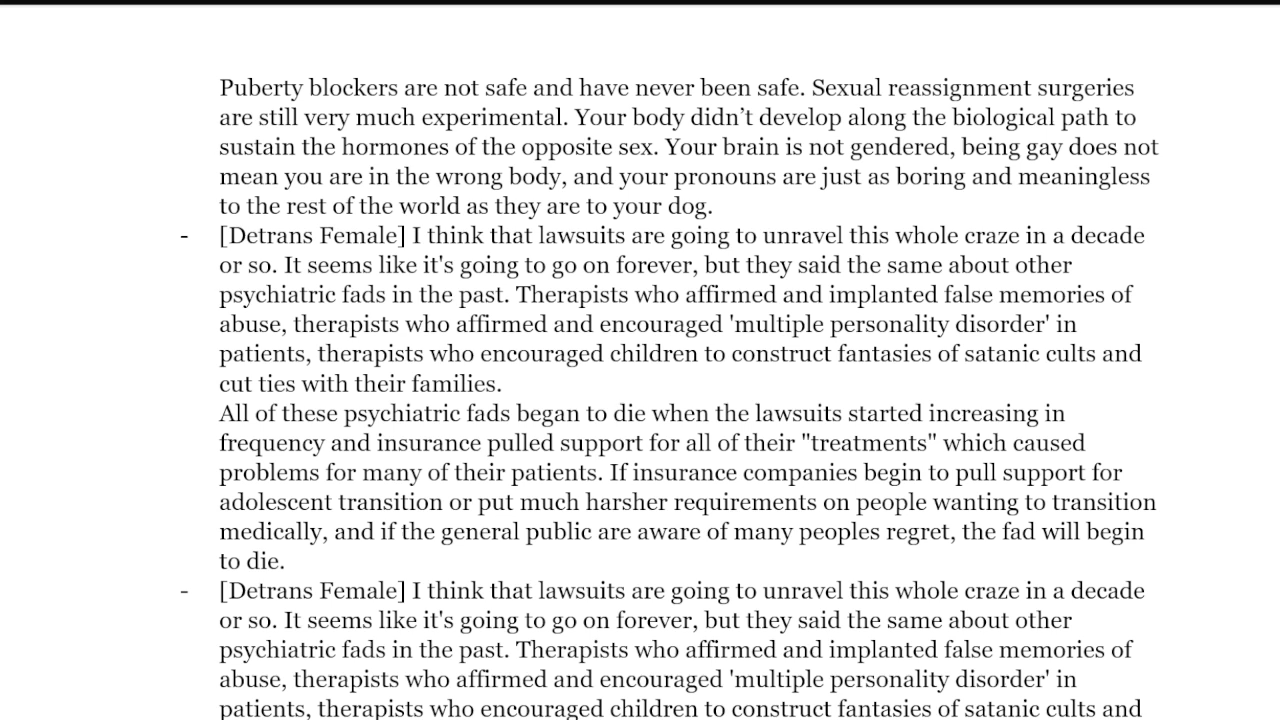 Puberty blockers are not safe and have never been safe. Sexual reassignment surgeries
are still very much experimental. Your body didn’t develop along the biological path to
sustain the hormones of the opposite sex. Your brain is not gendered, being gay does not
mean you are in the wrong body, and your pronouns are just as boring and meaningless
to the rest of the world as they are to your dog.
- [Detrans Female] I think that lawsuits are going to unravel this whole craze in a decade
or so. It seems like it's going to go on forever, but they said the same about other
psychiatric fads in the past. Therapists who affirmed and implanted false memories of
abuse, therapists who affirmed and encouraged 'multiple personality disorder' in
patients, therapists who encouraged children to construct fantasies of satanic cults and
cut ties with their families.
All of these psychiatric fads began to die when the lawsuits started increasing in
frequency and insurance pulled support for all of their "treatments" which caused
problems for many of their patients. If insurance companies begin to pull support for
adolescent transition or put much harsher requirements on people wanting to transition
medically, and if the general public are aware of many peoples regret, the fad will begin
to die.
- [Detrans Female] I think that lawsuits are going to unravel this whole craze in a decade
or so. It seems like it's going to go on forever, but they said the same about other
psychiatric fads in the past. Therapists who affirmed and implanted false memories of
abuse, therapists who affirmed and encouraged 'multiple personality disorder' in
patients, therapists who encouraged children to construct fantasies of satanic cults and